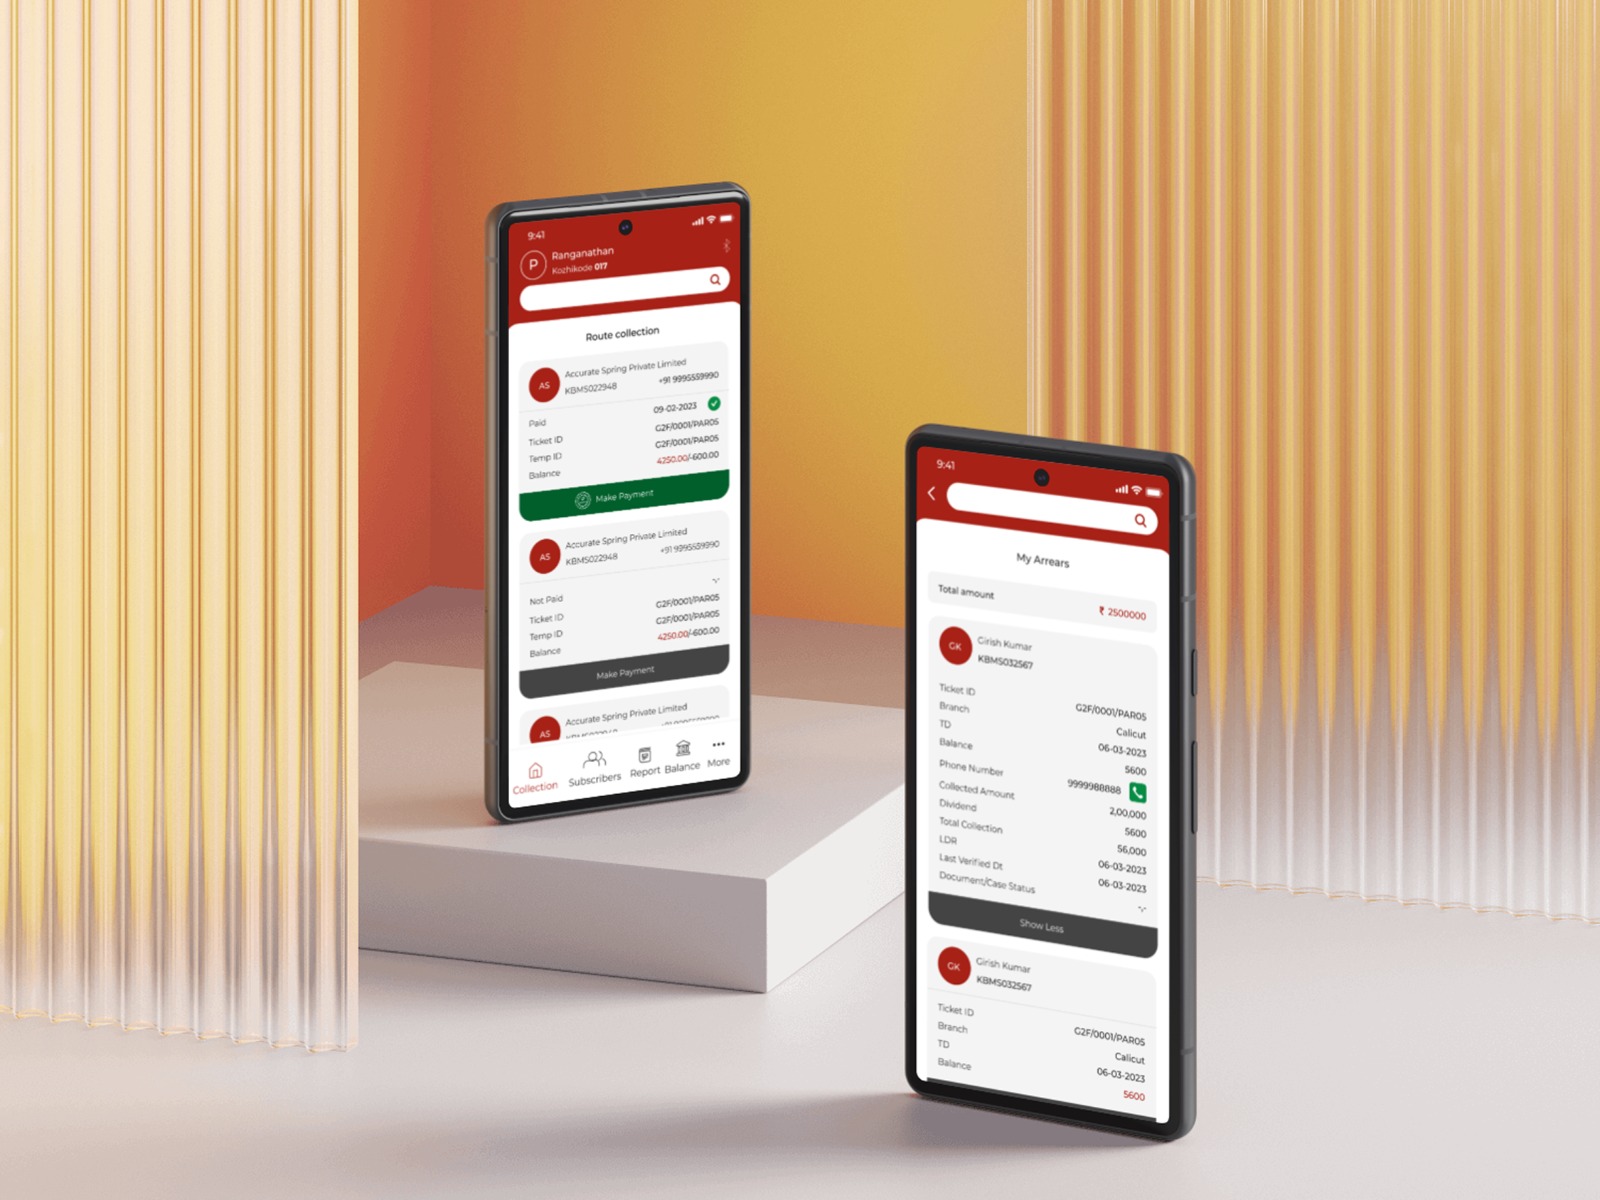 9:41
P
Ranganathan
Kozhikode 017
Route collection
AS
Accurate Spring Private Limited
KBMS022948
+91 9995559990
Paid
09-02-2023
Ticket ID
G2F/0001/PAR05
Temp ID
G2F/0001/PAR05
Balance
4250.00/-600.00
Make Payment
AS
Accurate Spring Private Limited
KBMS022948
+91 9995559990
Not Paid
-,-
Ticket ID
G2F/0001/PAR05
Temp ID
G2F/0001/PAR05
Balance
4250.00/-600.00
Make Payment
AS
Accurate Spring Private Limited
Collection
Subscribers
Report
Balance
More
9:41
My Arrears
Total amount
₹ 2500000
GK
Girish Kumar
KBMS032567
Ticket ID
G2F/0001/PAR05
Branch
Calicut
TD
06-03-2023
Balance
5600
Phone Number
9999988888
Collected Amount
2,00,000
Dividend
5600
Total Collection
56,000
LDR
06-03-2023
Last Verified Dt
06-03-2023
Document/Case Status
-,-
Show Less
GK
Girish Kumar
KBMS032567
Ticket ID
G2F/0001/PAR05
Branch
Calicut
TD
06-03-2023
Balance
5600